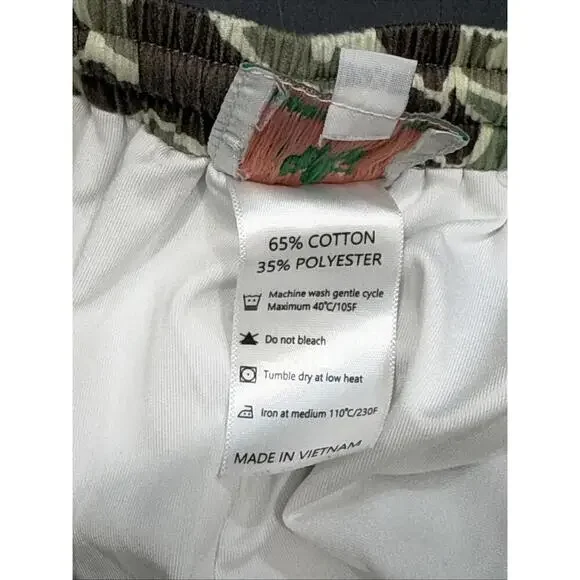 65% COTTON
35% POLYESTER
Machine wash gentle cycle
Maximum 40℃/105F
Do not bleach
Tumble dry at low heat
Iron at medium 110℃/230F
MADE IN VIETNAM